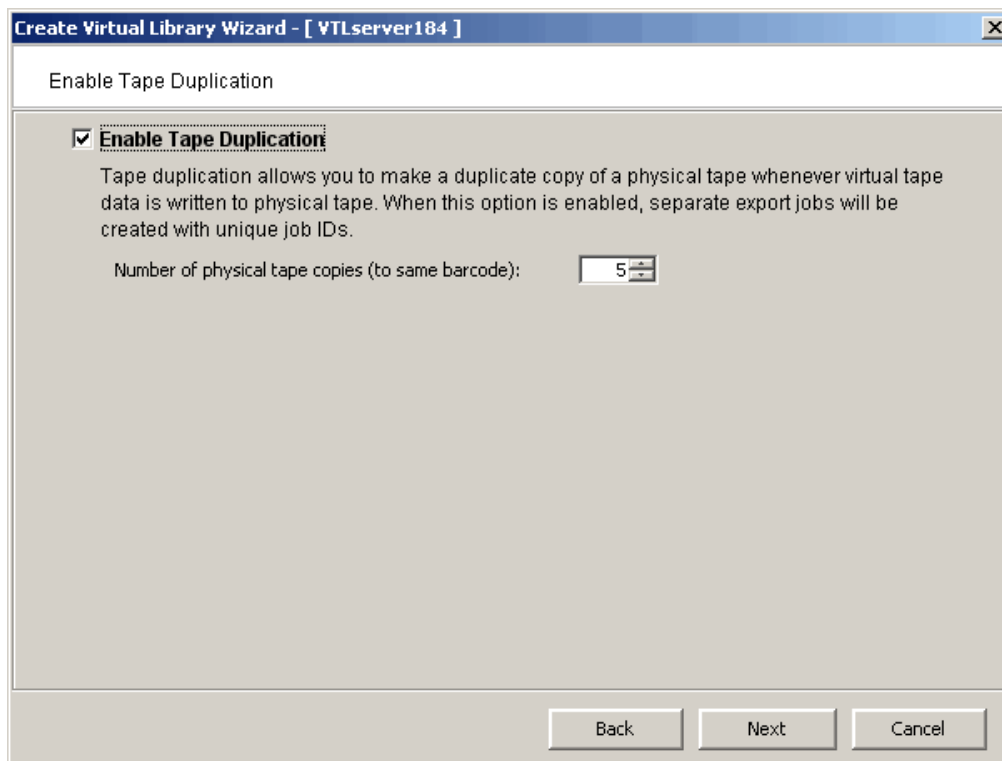 Create Virtual Library Wizard - [ VTLserver184 ]
Enable Tape Duplication
Enable Tape Duplication
Tape duplication allows you to make a duplicate copy of a physical tape whenever virtual tape
data is written to physical tape. When this option is enabled, separate export jobs will be
created with unique job IDs.
Number of physical tape copies (to same barcode): 5
Back Next Cancel